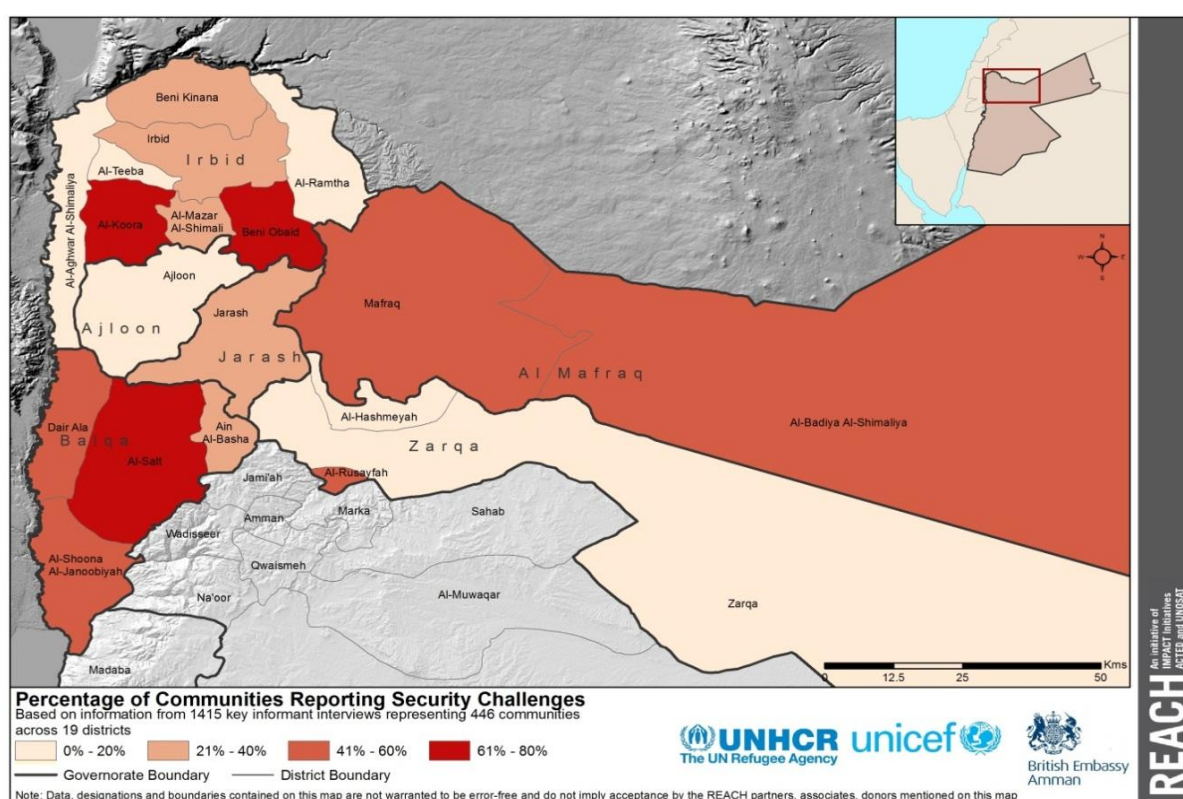 Beni Kinana
Irbid
Irbid
Al-Teeba
Al-Ramtha
Al-Aghwar Al-Shimaliya
Al-Koora
Al-Mazar
Al-Shimali
Beni Obaid
Ajloon
Ajloon
Jarash
Jarash
Mafraq
Al Mafraq
Al-Badiya Al-Shimaliya
Al-Hashmeyah
Zarqa
Dair Ala
Balqa
Al-Salt
Ain
Al-Basha
Al-Rusayfah
Jami'ah
Marka
Sahab
Amman
Wadisseer
Al-Shoona
Al-Janoobiyah
Qwaismeh
Na'oor
Al-Muwaqar
Zarqa
Madaba
N
W E
S
Kms
0 12.5 25 50
Percentage of Communities Reporting Security Challenges
Based on information from 1415 key informant interviews representing 446 communities
across 19 districts
0% - 20% 21% - 40% 41% - 60% 61% - 80%
Governorate Boundary District Boundary
Note: Data, designations and boundaries contained on this map are not warranted to be error-free and do not imply acceptance by the REACH partners, associates, donors mentioned on this map
UNHCR
The UN Refugee Agency
unicef
British Embassy
Amman
REACH
An initiative of
IMPACT Initiatives
ACTED and UNOSAT